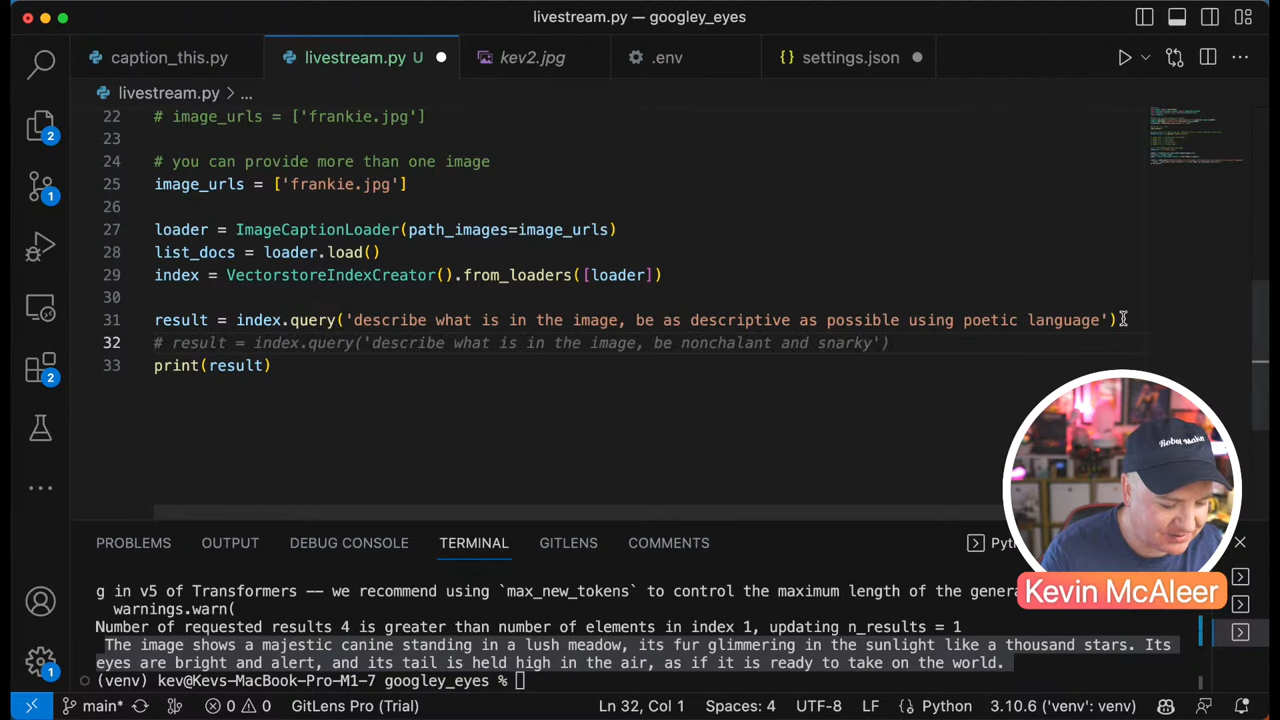 livestream.py — googley_eyes
caption_this.py
livestream.py U
kev2.jpg
.env
{} settings.json
livestream.py > ...
22 # image_urls = ['frankie.jpg']
23
24 # you can provide more than one image
25 image_urls = ['frankie.jpg']
26
27 loader = ImageCaptionLoader(path_images=image_urls)
28 list_docs = loader.load()
29 index = VectorstoreIndexCreator().from_loaders([loader])
30
31 result = index.query('describe what is in the image, be as descriptive as possible using poetic language')
32 # result = index.query('describe what is in the image, be nonchalant and snarky')
33 print(result)
2
1
2
1
PROBLEMS OUTPUT DEBUG CONSOLE TERMINAL GITLENS COMMENTS
g in v5 of Transformers -- we recommend using `max_new_tokens` to control the maximum length of the
warnings.warn(
Number of requested results 4 is greater than number of elements in index 1, updating n_results = 1
The image shows a majestic canine standing in a lush meadow, its fur glimmering in the sunlight like a thousand stars. Its
eyes are bright and alert, and its tail is held high in the air, as if it is ready to take on the world.
(venv) kev@Kevs-MacBook-Pro-M1-7 googley_eyes %
Kevin McAleer
main* 0 0 GitLens Pro (Trial) Ln 32, Col 1 Spaces: 4 UTF-8 LF {} Python 3.10.6 ('venv': venv)